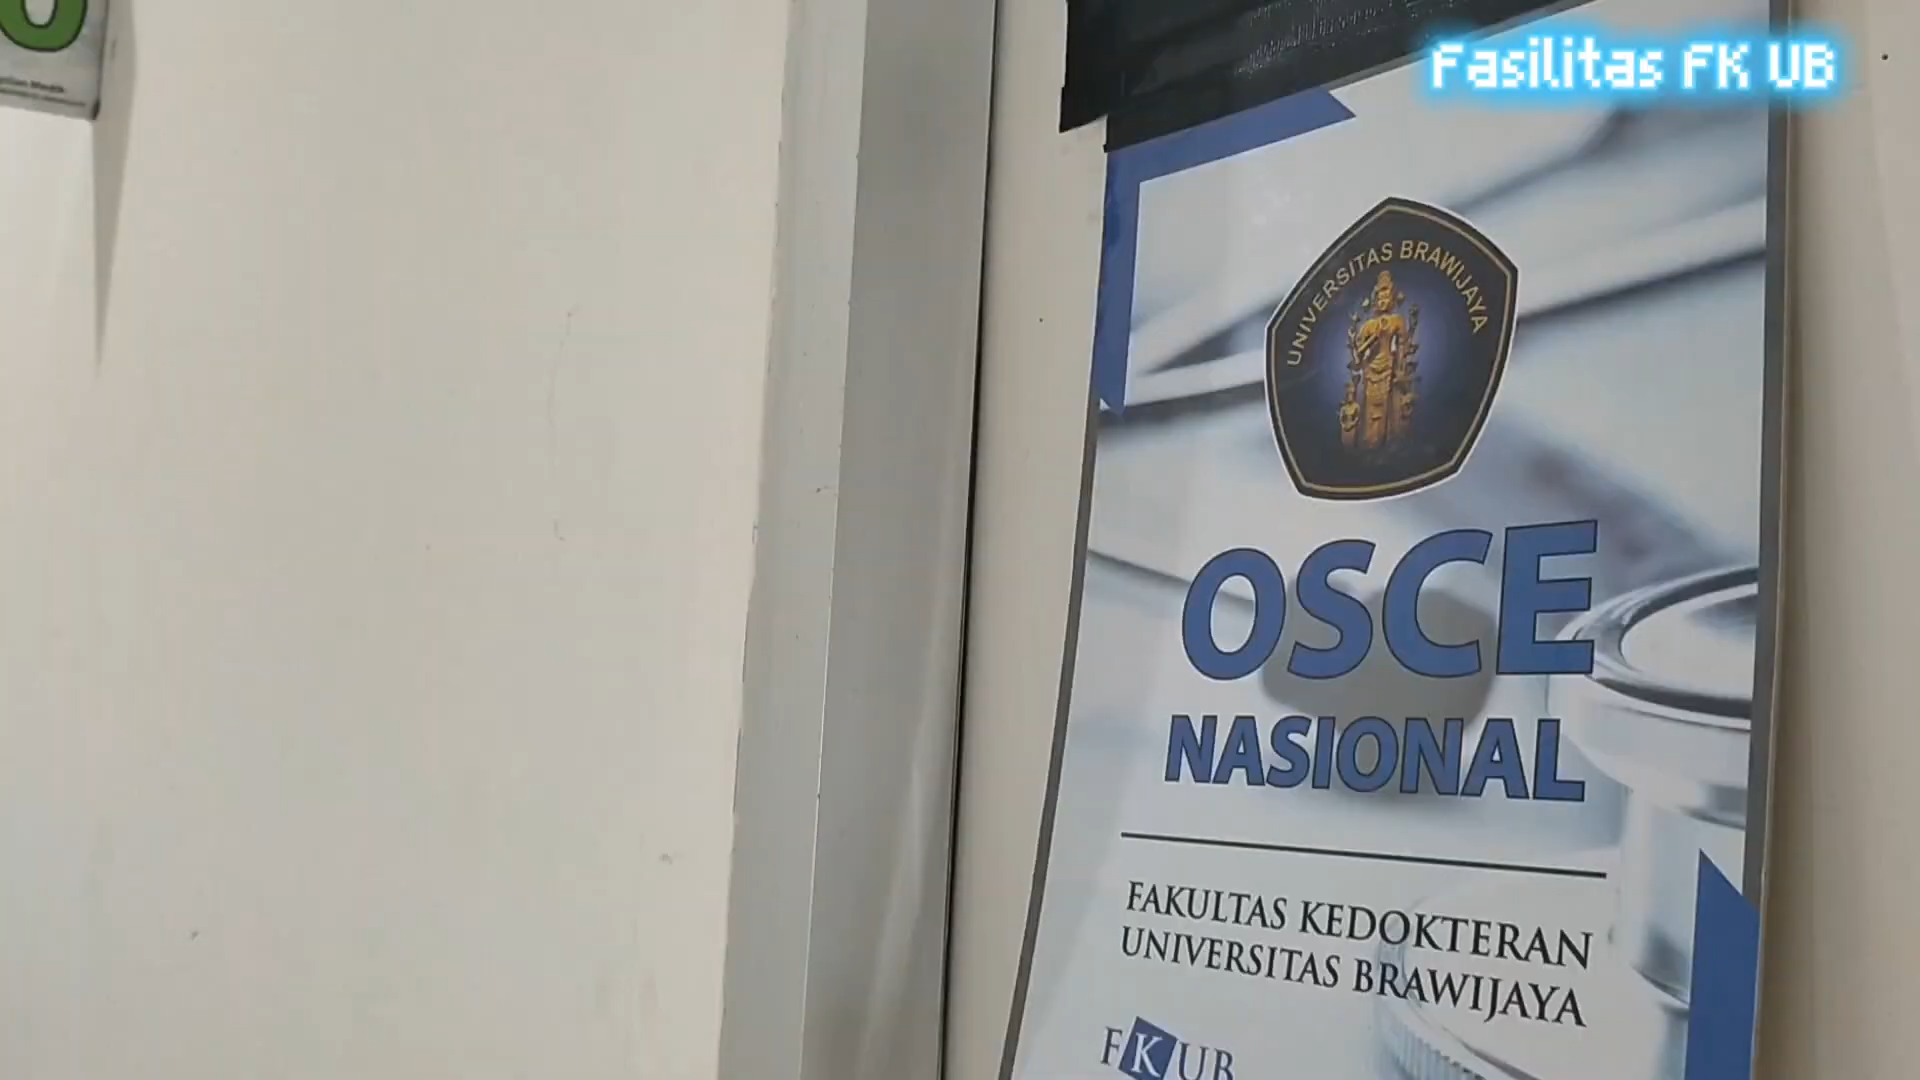 Fasilitas FK UB
UNIVERSITAS BRAWIJAYA
OSCE
NASIONAL
FAKULTAS KEDOKTERAN
UNIVERSITAS BRAWIJAYA
FKUB